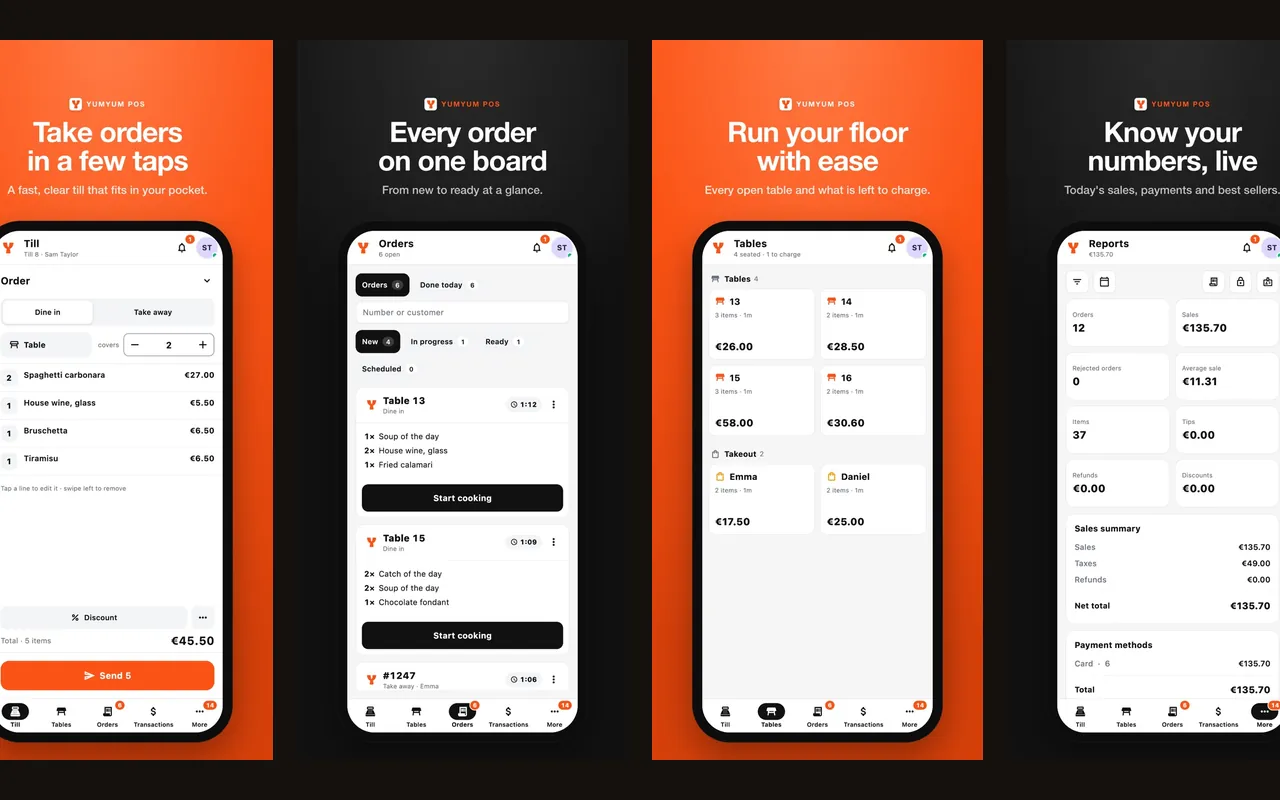 YUMYUM POS
Take orders
in a few taps
A fast, clear till that fits in your pocket.
Till
Till 8 · Sam Taylor
1
ST
Order
Dine in
Take away
Table
covers
− 2 +
2 Spaghetti carbonara €27.00
1 House wine, glass €5.50
1 Bruschetta €6.50
1 Tiramisu €6.50
Tap a line to edit it · swipe left to remove
Discount
Total · 5 items €45.50
Send 5
6
14
Till
Tables
Orders
Transactions
More
YUMYUM POS
Every order
on one board
From new to ready at a glance.
Orders
6 open
1
ST
Orders 6
Done today 6
Number or customer
New 4
In progress 1
Ready 1
Scheduled 0
Table 13
Dine in
1:12
1× Soup of the day
2× House wine, glass
1× Fried calamari
Start cooking
Table 15
Dine in
1:09
2× Catch of the day
2× Soup of the day
1× Chocolate fondant
Start cooking
#1247
Take away · Emma
1:06
6
14
Till
Tables
Orders
Transactions
More
YUMYUM POS
Run your floor
with ease
Every open table and what is left to charge.
Tables
4 seated · 1 to charge
1
ST
Tables 4
13
3 items · 1m
€26.00
14
2 items · 1m
€28.50
15
3 items · 1m
€58.00
16
2 items · 1m
€30.60
Takeout 2
Emma
2 items · 1m
€17.50
Daniel
2 items · 1m
€25.00
6
14
Till
Tables
Orders
Transactions
More
YUMYUM POS
Know your
numbers, live
Today's sales, payments and best sellers.
Reports
€135.70
1
ST
Orders
12
Sales
€135.70
Rejected orders
0
Average sale
€11.31
Items
37
Tips
€0.00
Refunds
€0.00
Discounts
€0.00
Sales summary
Sales €135.70
Taxes €49.00
Refunds €0.00
Net total €135.70
Payment methods
Card · 6 €135.70
Total €135.70
6
14
Till
Tables
Orders
Transactions
More